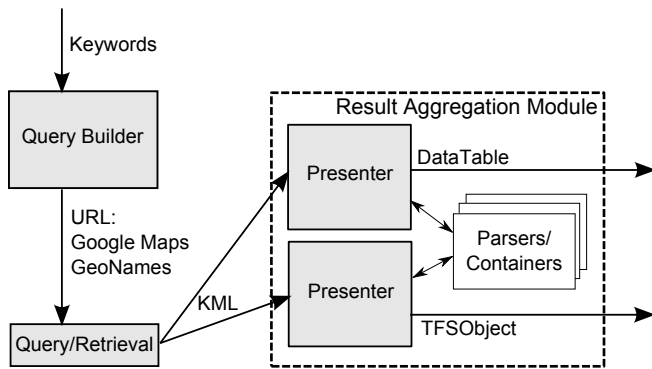 Keywords
Query Builder
URL:
Google Maps
GeoNames
Query/Retrieval
KML
Result Aggregation Module
Presenter
DataTable
Parsers/
Containers
Presenter
TFSObject